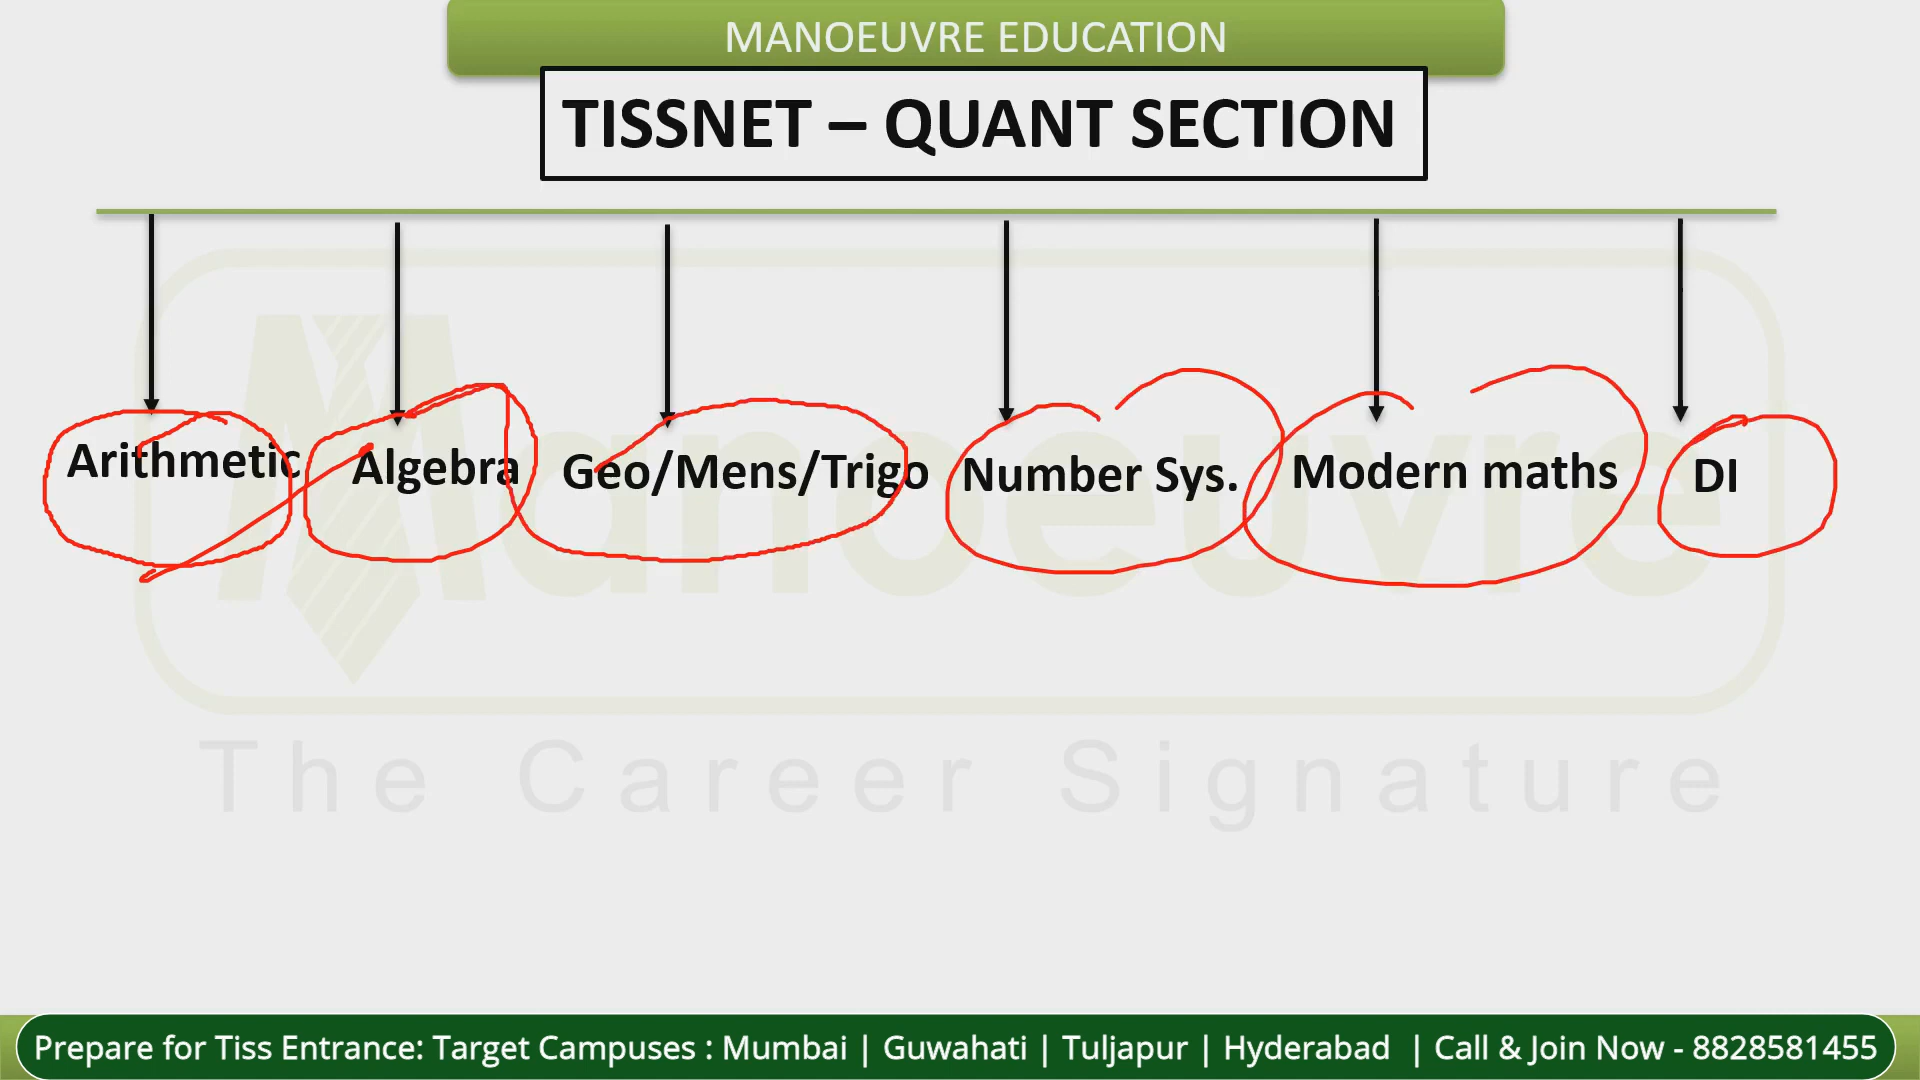 MANOEUVRE EDUCATION
TISSNET – QUANT SECTION
Arithmetic Algebra Geo/Mens/Trigo Number Sys. Modern maths DI
Manoeuvre
The Career Signature
Prepare for Tiss Entrance: Target Campuses : Mumbai | Guwahati | Tuljapur | Hyderabad | Call & Join Now - 8828581455